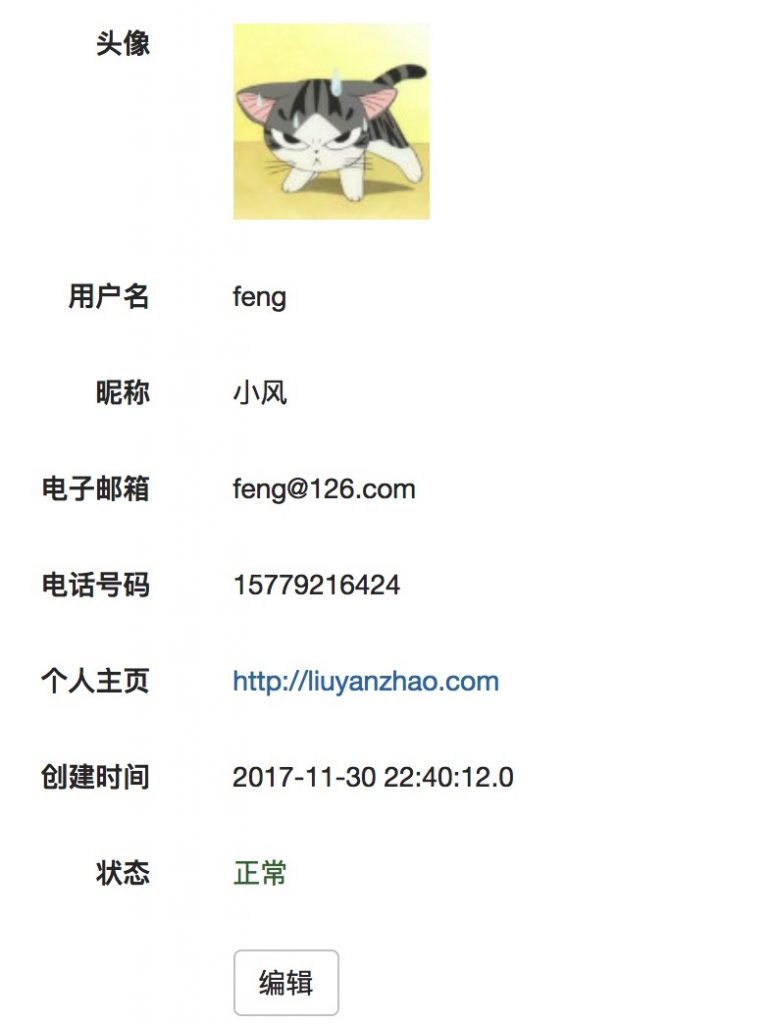 头像
用户名 feng
昵称 小风
电子邮箱 feng@126.com
电话号码 15779216424
个人主页 http://liuyanzhao.com
创建时间 2017-11-30 22:40:12.0
状态 正常
编辑